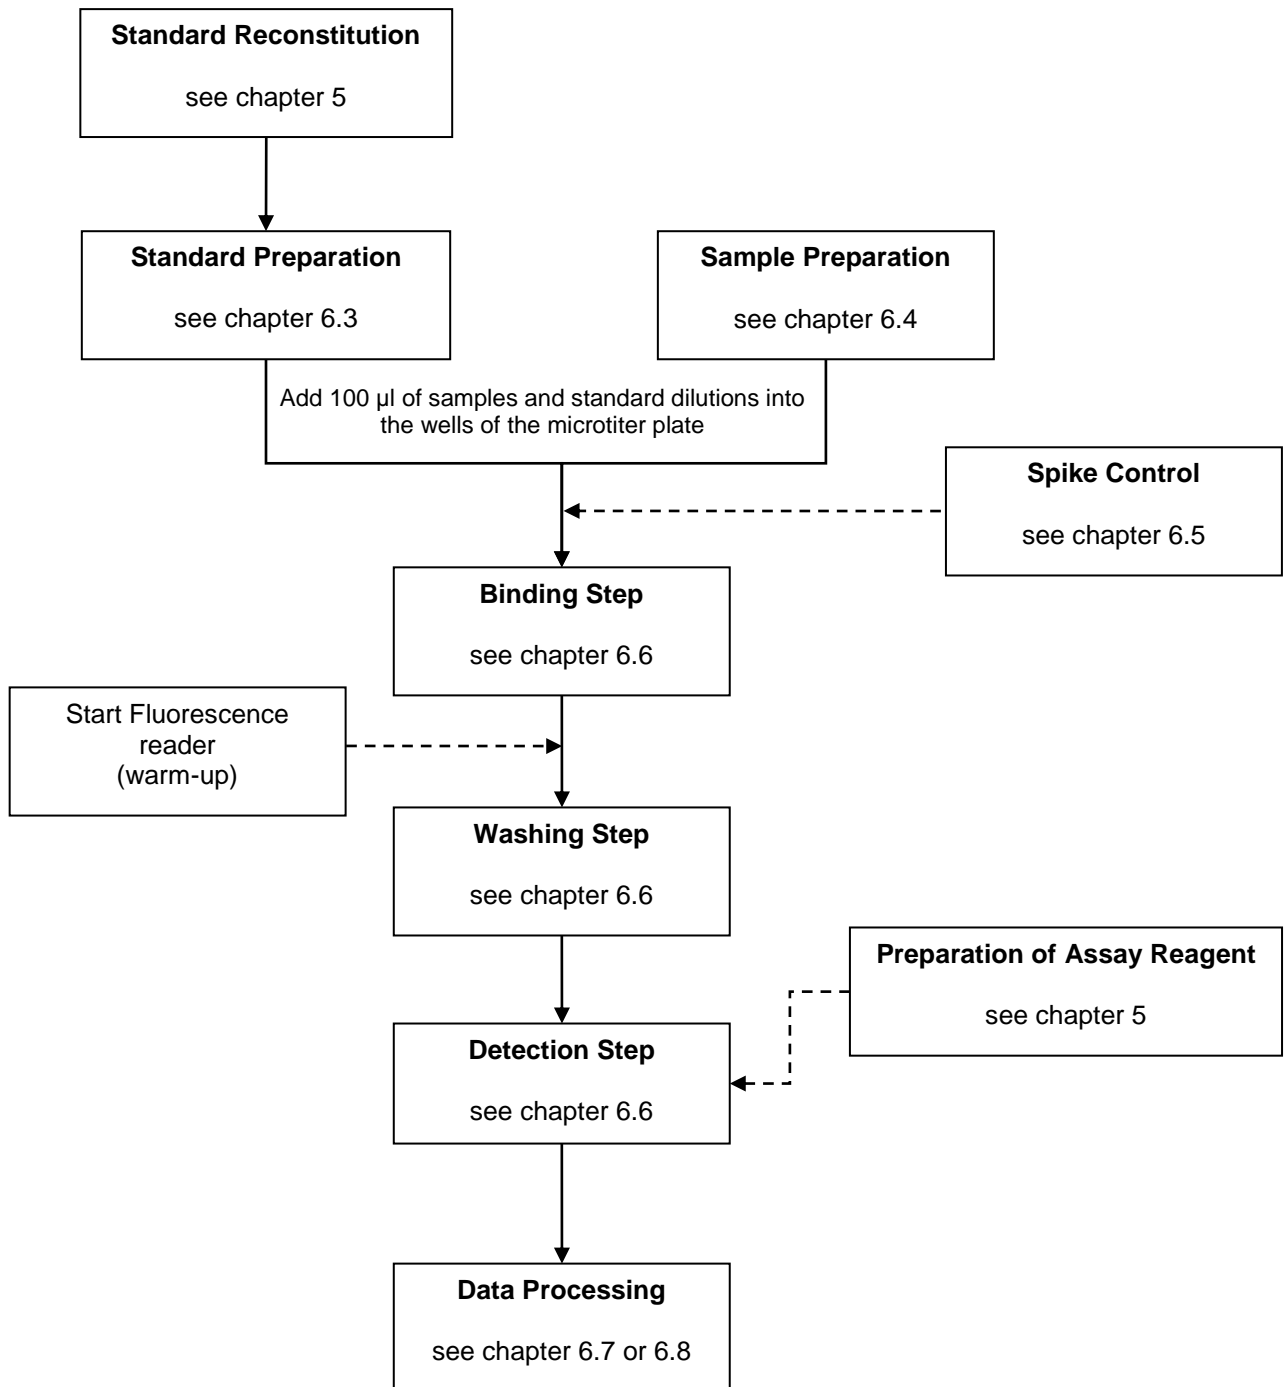 Standard Reconstitution
see chapter 5
Standard Preparation
see chapter 6.3
Sample Preparation
see chapter 6.4
Add 100 µl of samples and standard dilutions into
the wells of the microtiter plate
Spike Control
see chapter 6.5
Binding Step
see chapter 6.6
Start Fluorescence
reader
(warm-up)
Washing Step
see chapter 6.6
Preparation of Assay Reagent
see chapter 5
Detection Step
see chapter 6.6
Data Processing
see chapter 6.7 or 6.8